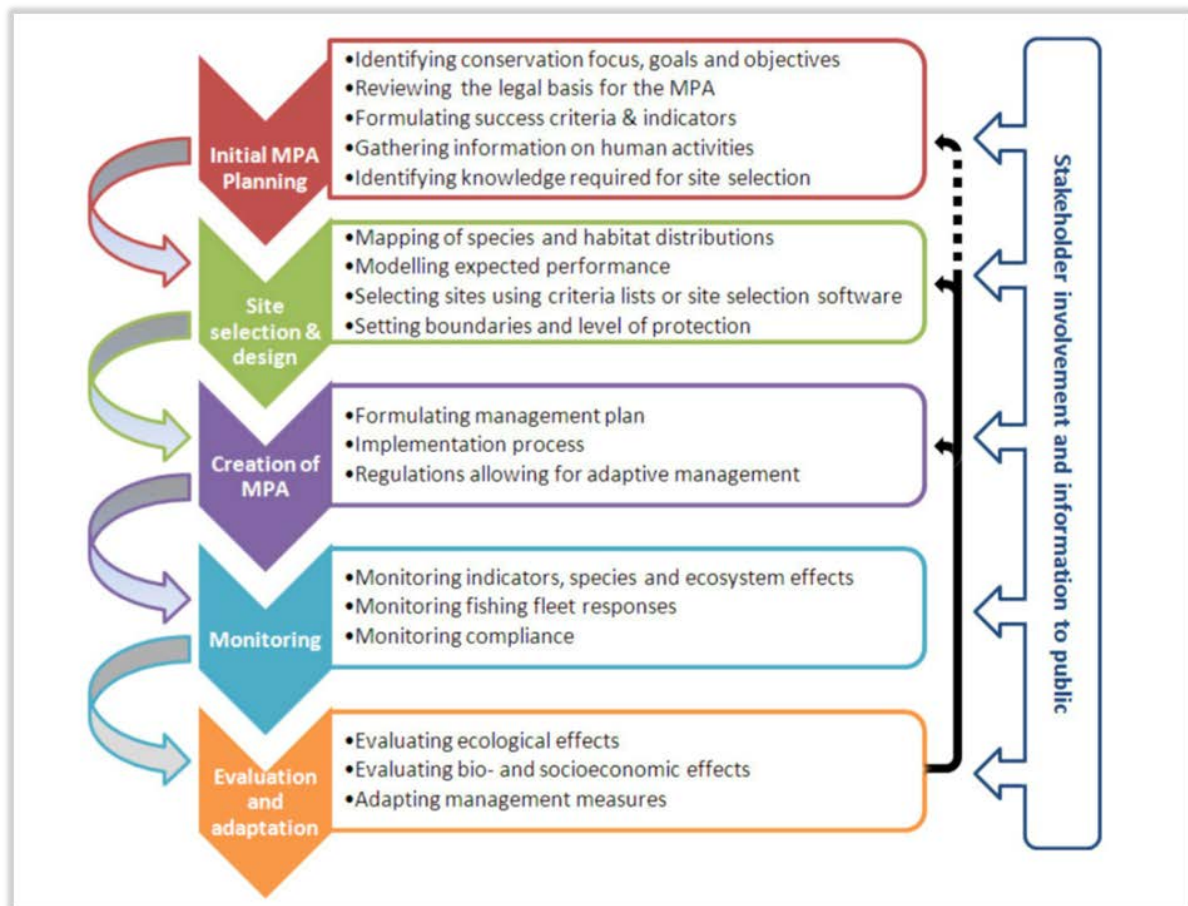 •Identifying conservation focus, goals and objectives
•Reviewing the legal basis for the MPA
•Formulating success criteria & indicators
•Gathering information on human activities
•Identifying knowledge required for site selection
Initial MPA
Planning
•Mapping of species and habitat distributions
•Modelling expected performance
•Selecting sites using criteria lists or site selection software
•Setting boundaries and level of protection
Site
selection &
design
•Formulating management plan
•Implementation process
•Regulations allowing for adaptive management
Creation of
MPA
•Monitoring indicators, species and ecosystem effects
•Monitoring fishing fleet responses
•Monitoring compliance
Monitoring
•Evaluating ecological effects
•Evaluating bio- and socioeconomic effects
•Adapting management measures
Evaluation
and
adaptation
Stakeholder involvement and information to public